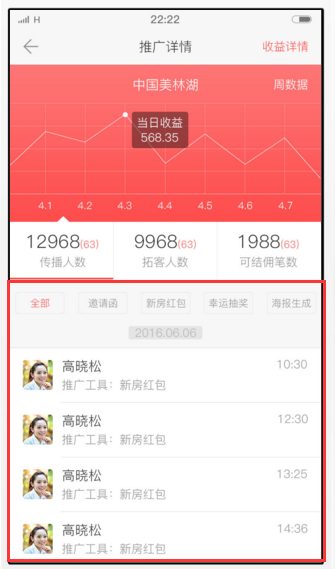 H 22:22
推广详情 收益详情
中国美林湖 周数据
当日收益
568.35
4.1 4.2 4.3 4.4 4.5 4.6 4.7
12968(63) 9968(63) 1988(63)
传播人数 拓客人数 可结佣笔数
全部 邀请函 新房红包 幸运抽奖 海报生成
2016.06.06
高晓松 10:30
推广工具：新房红包
高晓松 12:30
推广工具：新房红包
高晓松 13:25
推广工具：新房红包
高晓松 14:36
推广工具：新房红包